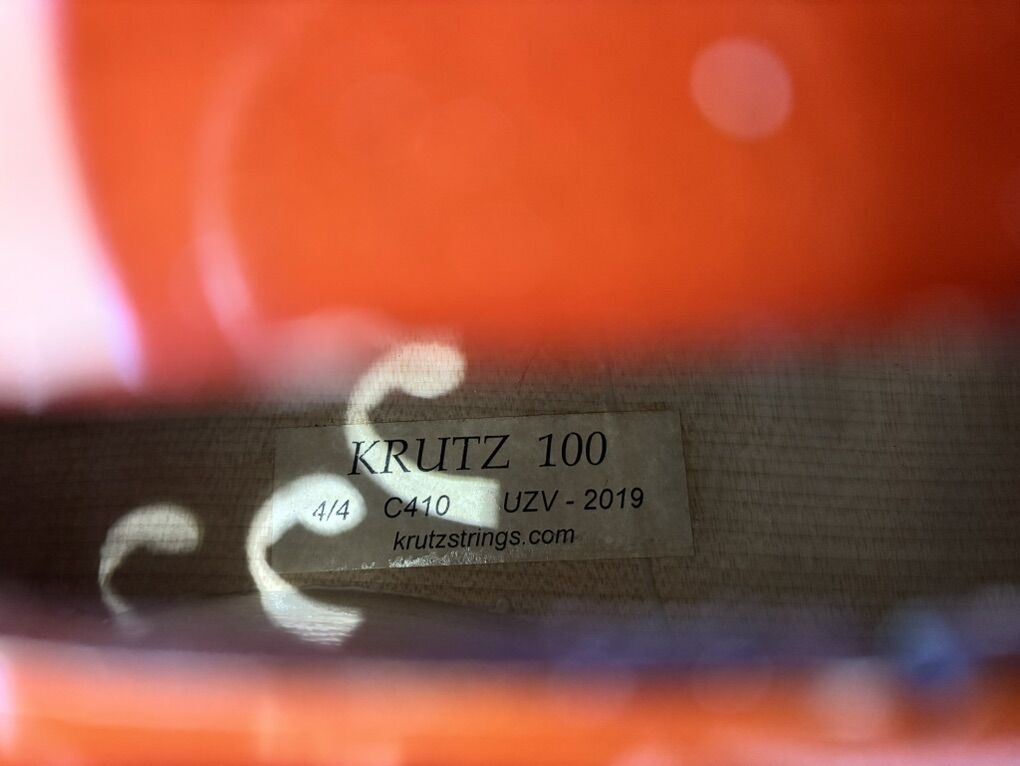 KRUTZ 100
4/4 C410 UZV - 2019
krutzstrings.com